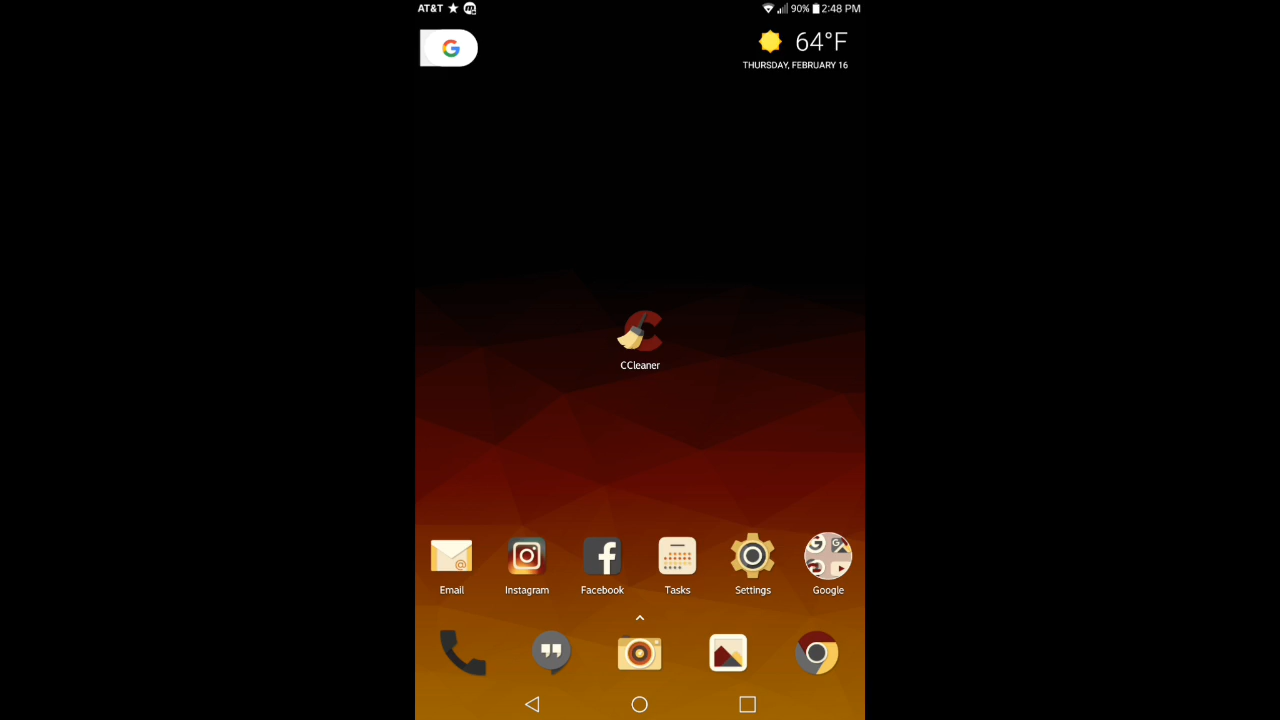 AT&T 90% 2:48 PM
G 64°F
THURSDAY, FEBRUARY 16
CCleaner
Email Instagram Facebook Tasks Settings Google